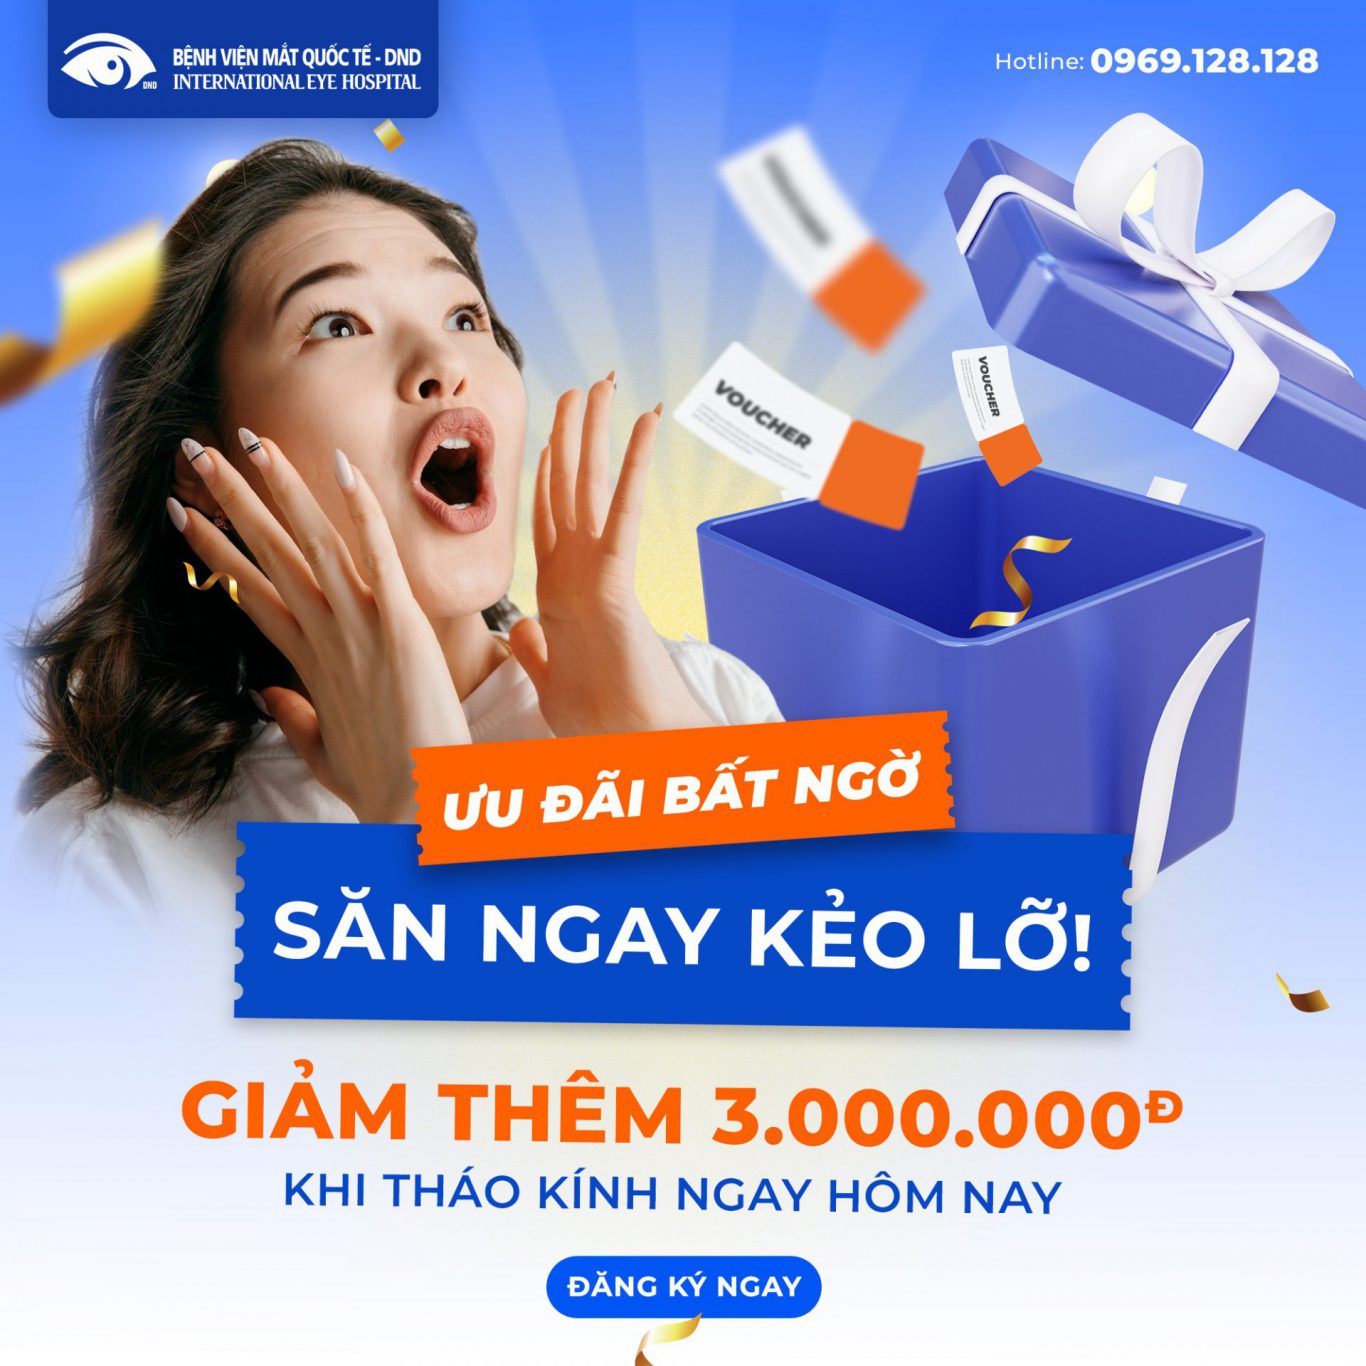 BỆNH VIỆN MẮT QUỐC TẾ - DND
INTERNATIONAL EYE HOSPITAL
DND
Hotline: 0969.128.128
VOUCHER
VOUCHER
ƯU ĐÃI BẤT NGỜ
SĂN NGAY KẺO LỠ!
GIẢM THÊM 3.000.000Đ
KHI THÁO KÍNH NGAY HÔM NAY
ĐĂNG KÝ NGAY